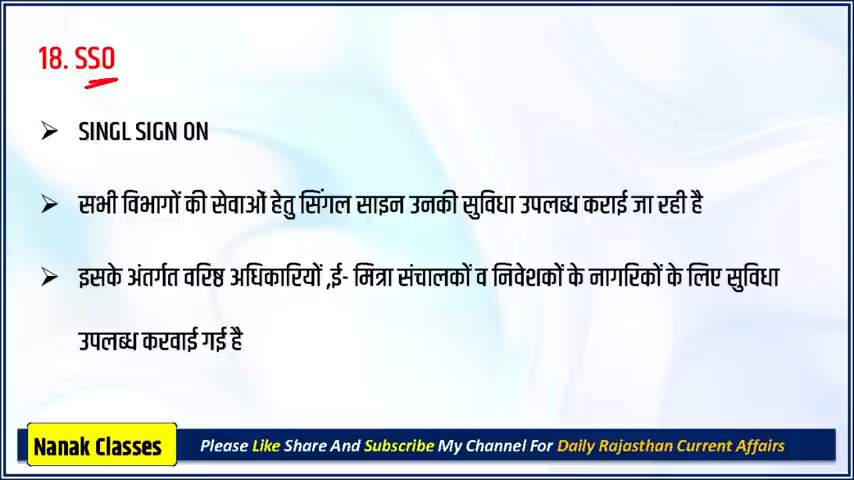 18. SSO
➢ SINGL SIGN ON
➢ सभी विभागों की सेवाओं हेतु सिंगल साइन उनकी सुविधा उपलब्ध कराई जा रही है
➢ इसके अंतर्गत वरिष्ठ अधिकारियों ,ई- मित्रा संचालकों व निवेशकों के नागरिकों के लिए सुविधा
उपलब्ध करवाई गई है
Nanak Classes
Please Like Share And Subscribe My Channel For Daily Rajasthan Current Affairs